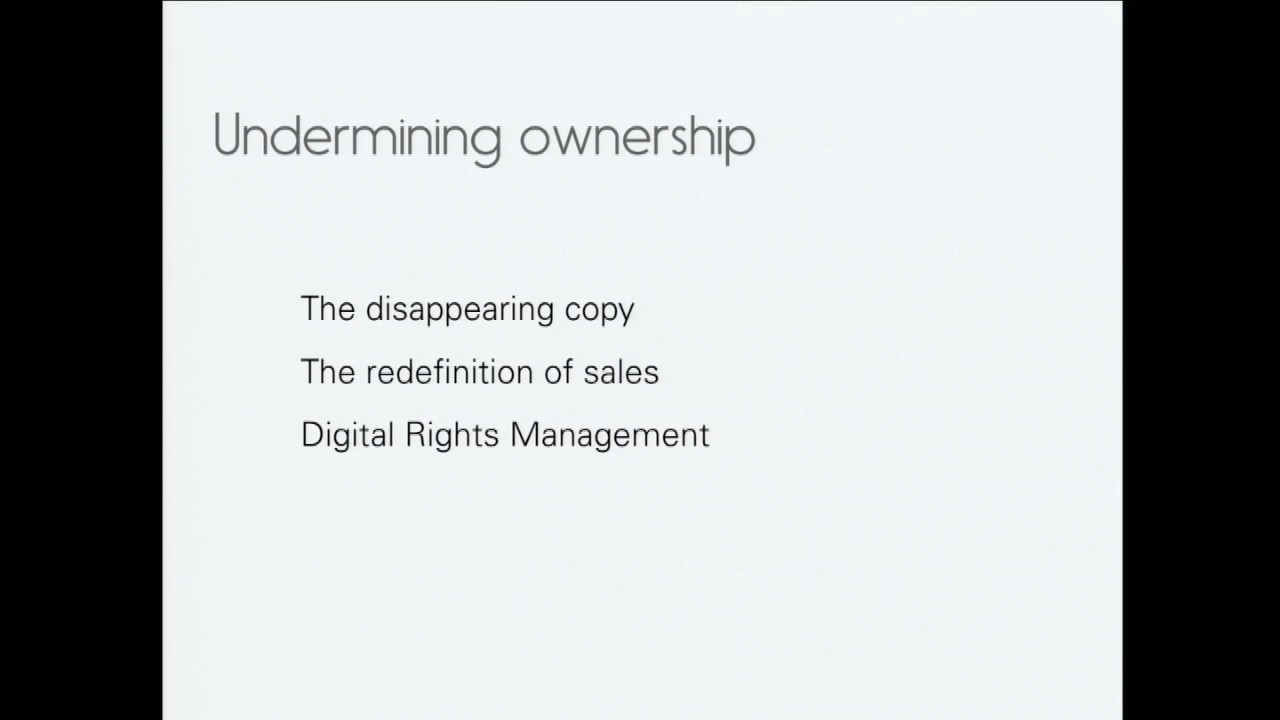 Undermining ownership
The disappearing copy
The redefinition of sales
Digital Rights Management